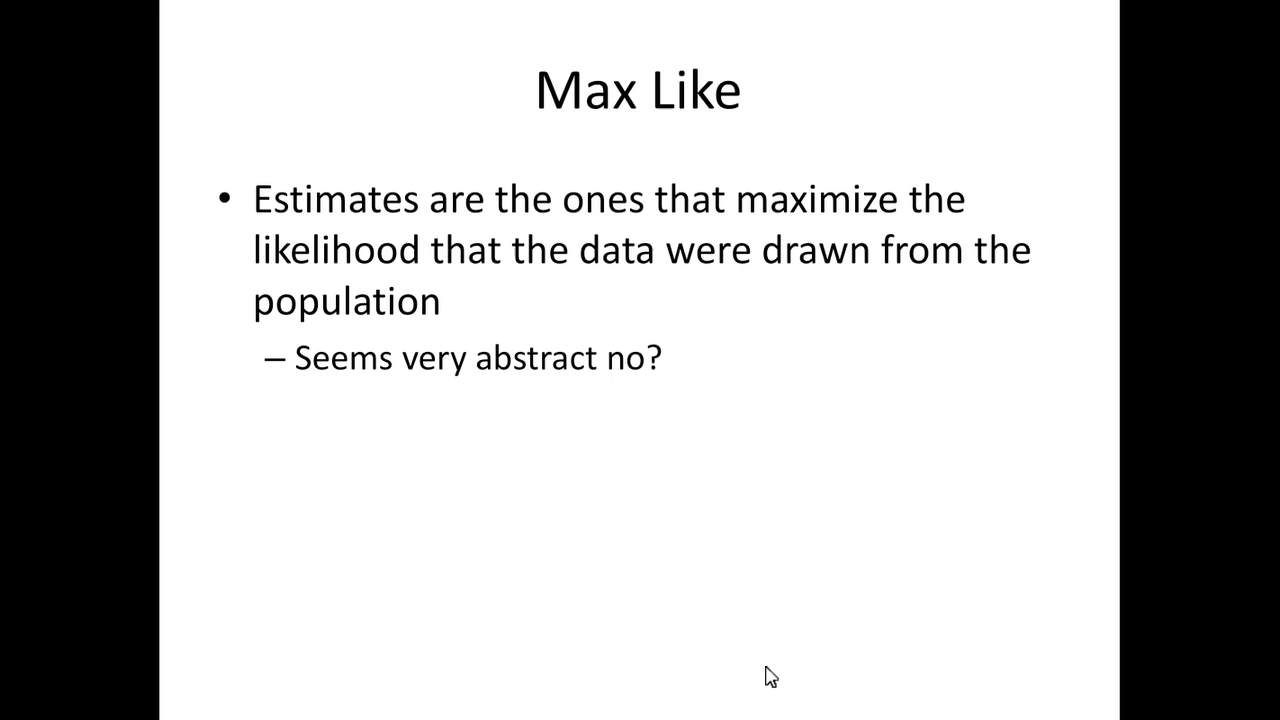 Max Like
• Estimates are the ones that maximize the
likelihood that the data were drawn from the
population
– Seems very abstract no?